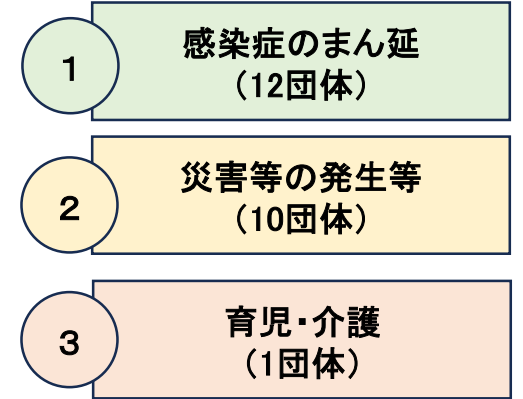 1
感染症のまん延
（12団体）
2
災害等の発生等
（10団体）
3
育児・介護
（1団体）